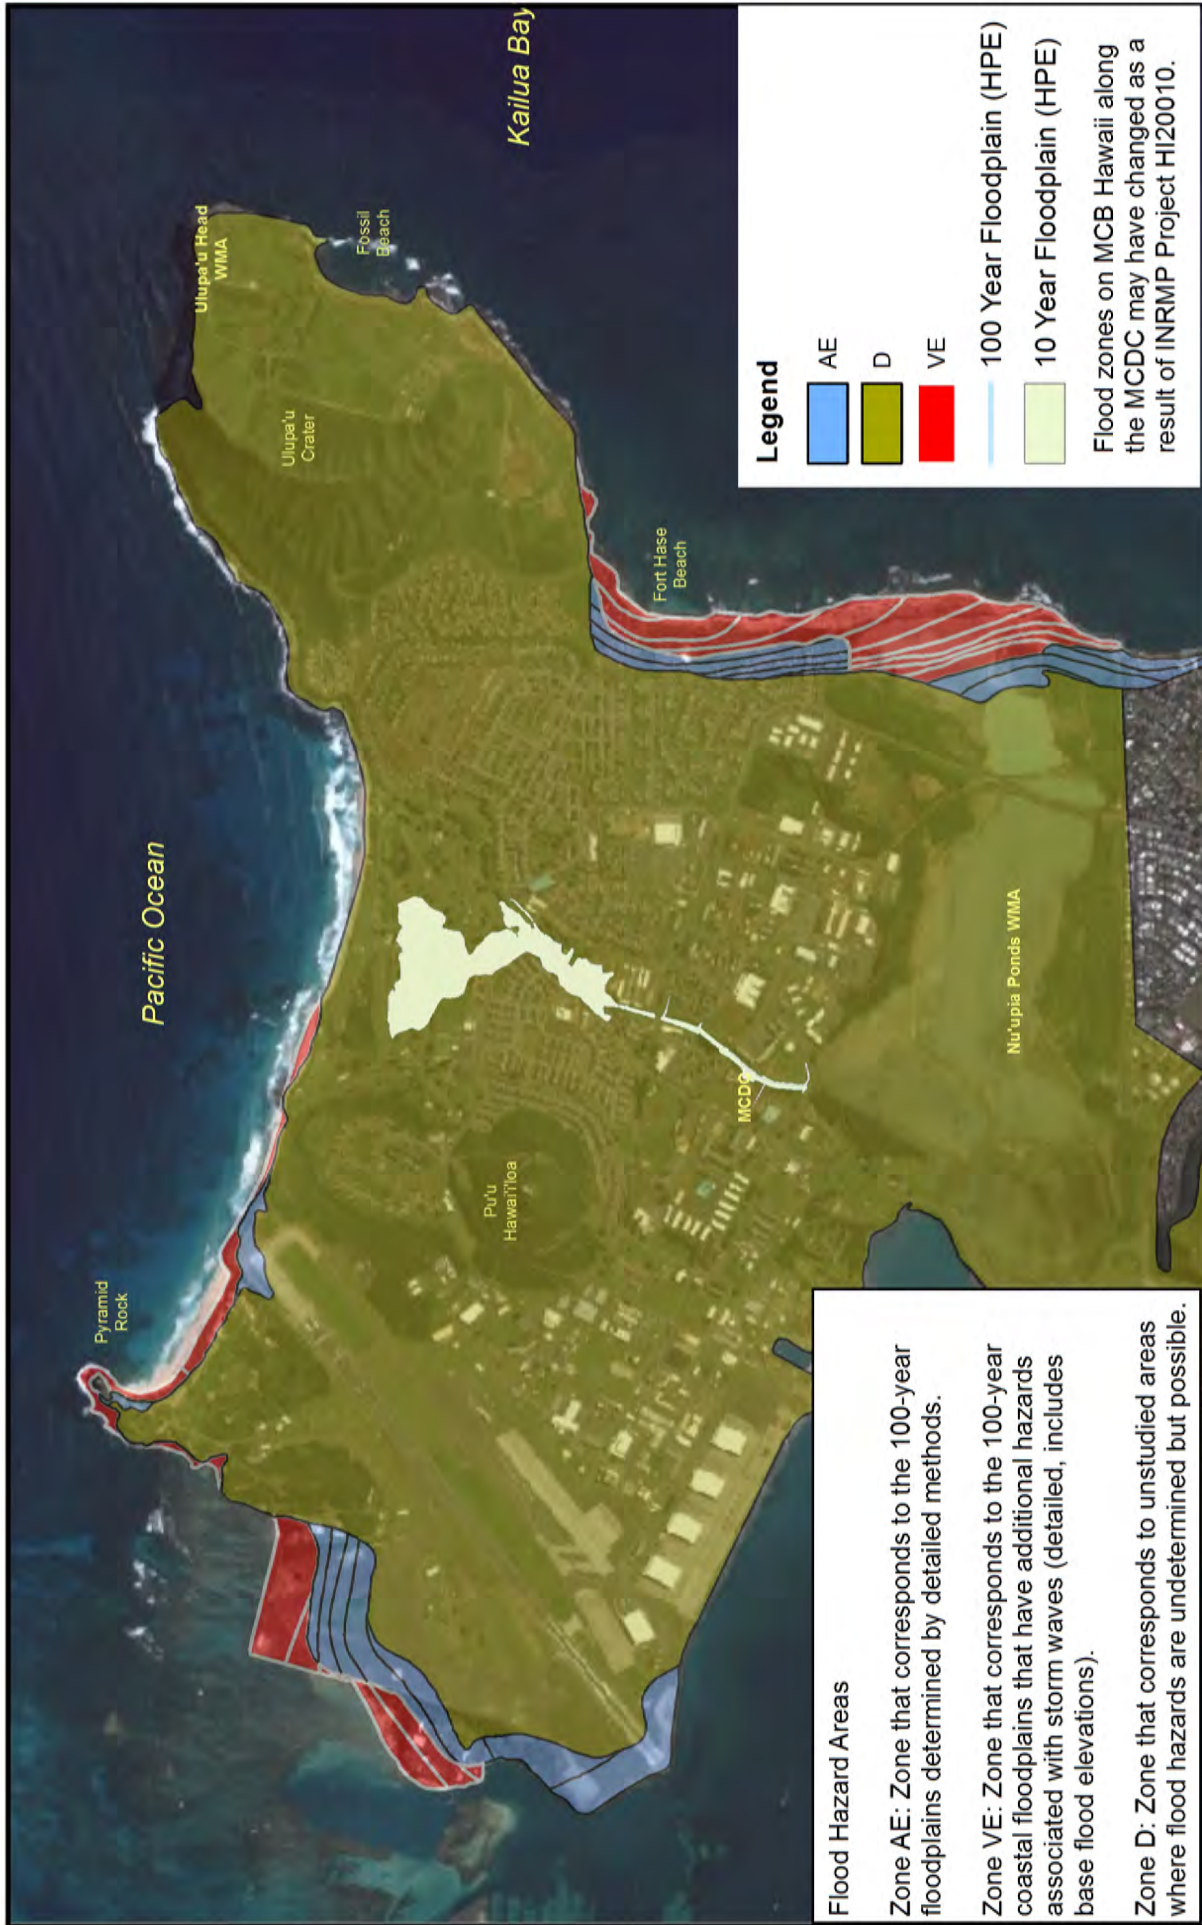 Pacific Ocean
Kailua Bay
Pyramid
Rock
Ulupa'u Head
WMA
Fossil
Beach
Ulupa'u
Crater
Fort Hase
Beach
Pu'u
Hawai'i'loa
MCDC
Nu'upia Ponds WMA
Flood Hazard Areas
Zone AE: Zone that corresponds to the 100-year
floodplains determined by detailed methods.
Zone VE: Zone that corresponds to the 100-year
coastal floodplains that have additional hazards
associated with storm waves (detailed, includes
base flood elevations).
Zone D: Zone that corresponds to unstudied areas
where flood hazards are undetermined but possible.
Legend
AE
D
VE
100 Year Floodplain (HPE)
10 Year Floodplain (HPE)
Flood zones on MCB Hawaii along
the MCDC may have changed as a
result of INRMP Project HI20010.